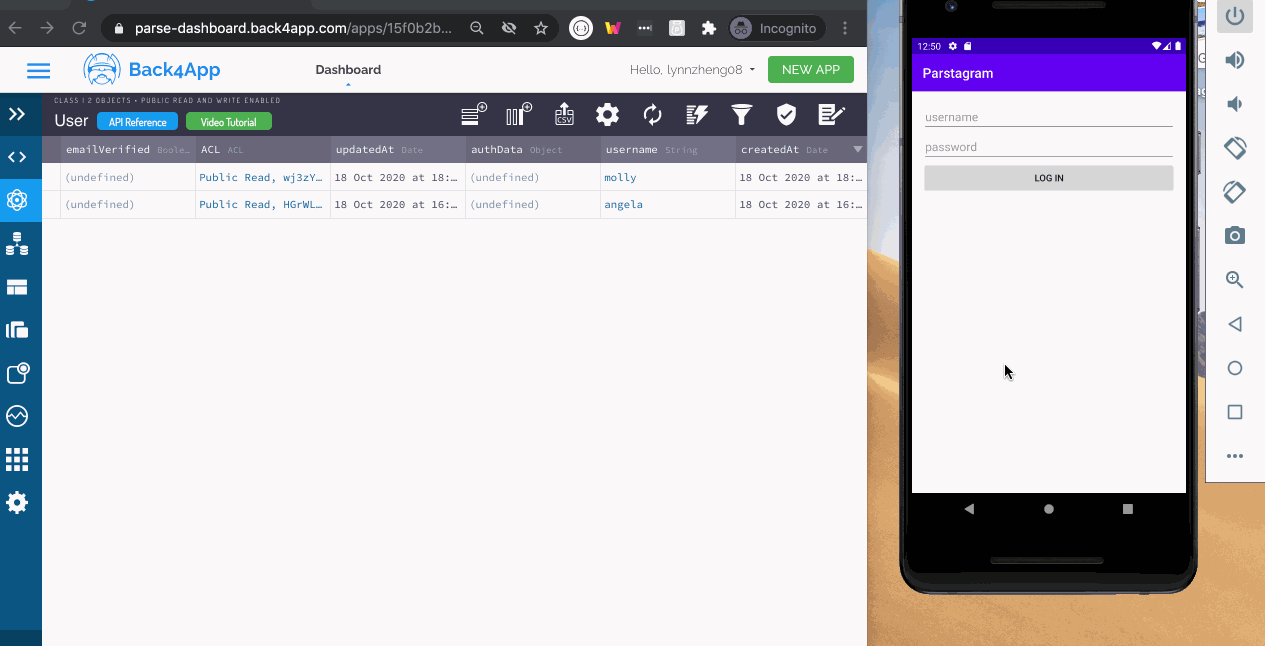 parse-dashboard.back4app.com/apps/15f0b2b...
Incognito
Back4App
Dashboard
Hello, lynnzheng08
NEW APP
CLASS | 2 OBJECTS • PUBLIC READ AND WRITE ENABLED
User
API Reference
Video Tutorial
CSV
emailVerified Boole… ACL ACL updatedAt Date authData Object username String createdAt Date
(undefined) Public Read, wj3zY… 18 Oct 2020 at 18:… (undefined) molly 18 Oct 2020 at 18:…
(undefined) Public Read, HGrWL… 18 Oct 2020 at 16:… (undefined) angela 18 Oct 2020 at 16:…
12:50
Parstagram
username
password
LOG IN